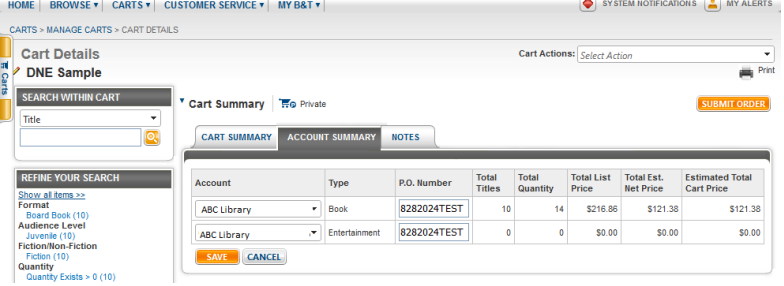 HOME BROWSE CARTS CUSTOMER SERVICE MY B&T SYSTEM NOTIFICATIONS MY ALERTS
CARTS > MANAGE CARTS > CART DETAILS
Cart Details Cart Actions: Select Action
DNE Sample Print
Carts
SEARCH WITHIN CART Cart Summary Private SUBMIT ORDER
Title
CART SUMMARY ACCOUNT SUMMARY NOTES
REFINE YOUR SEARCH
Show all items >>
Format
Board Book (10)
Audience Level
Juvenile (10)
Fiction/Non-Fiction
Fiction (10)
Quantity
Quantity Exists > 0 (10)
Account Type P.O. Number Total Titles Total Quantity Total List Price Total Est. Net Price Estimated Total Cart Price
ABC Library Book 8282024TEST 10 14 $216.86 $121.38 $121.38
ABC Library Entertainment 8282024TEST 0 0 $0.00 $0.00 $0.00
SAVE CANCEL